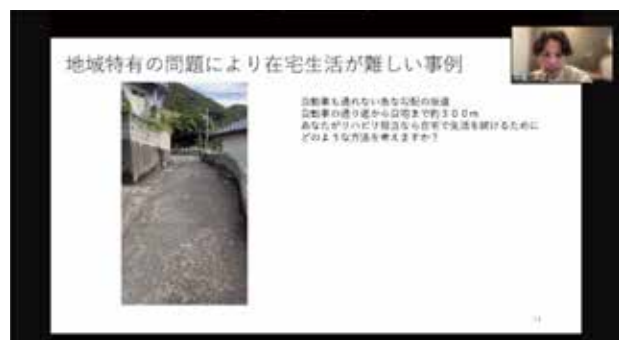 地域特有の問題により在宅生活が難しい事例
自動車も通れない急な勾配の坂道
自動車の通り道から自宅まで約300m
あなたがリハビリ担当なら在宅で生活を続けるために
どのような方法を考えますか?